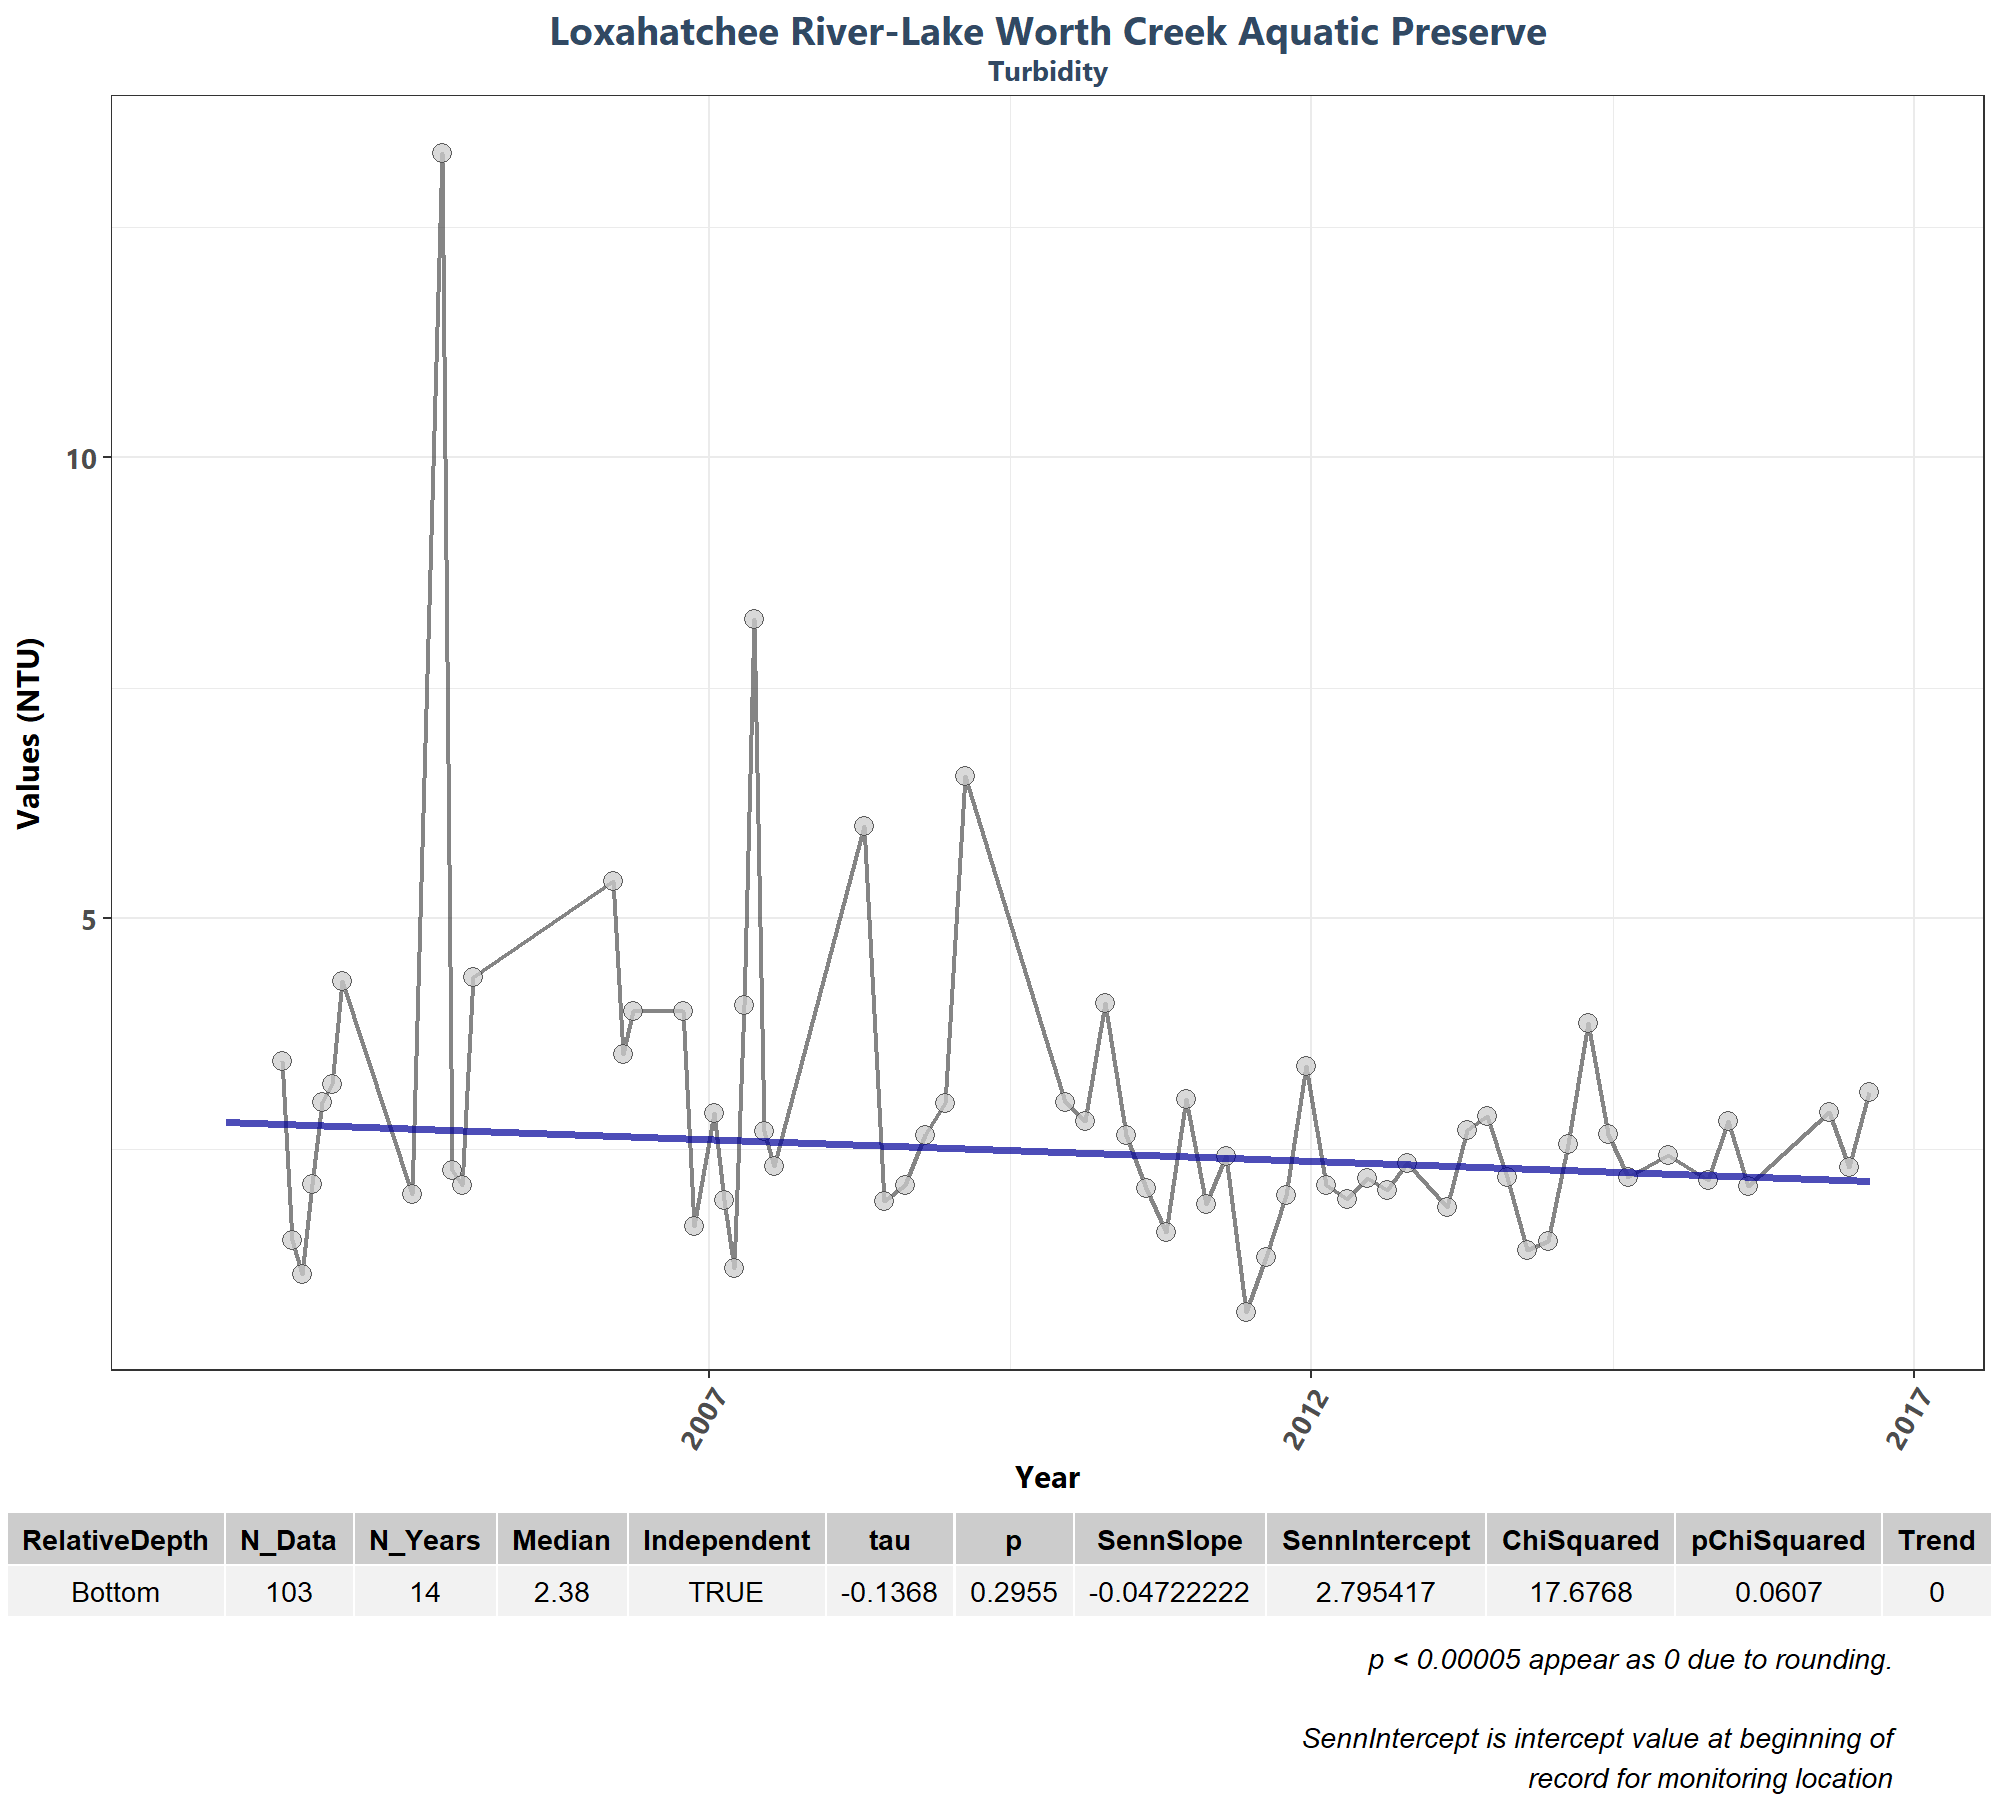 Loxahatchee River-Lake Worth Creek Aquatic Preserve
Turbidity
Values (NTU)
10
5
2007
2012
2017
Year
RelativeDepth N_Data N_Years Median Independent tau p SennSlope SennIntercept ChiSquared pChiSquared Trend
Bottom 103 14 2.38 TRUE -0.1368 0.2955 -0.04722222 2.795417 17.6768 0.0607 0
p < 0.00005 appear as 0 due to rounding.
SennIntercept is intercept value at beginning of
record for monitoring location